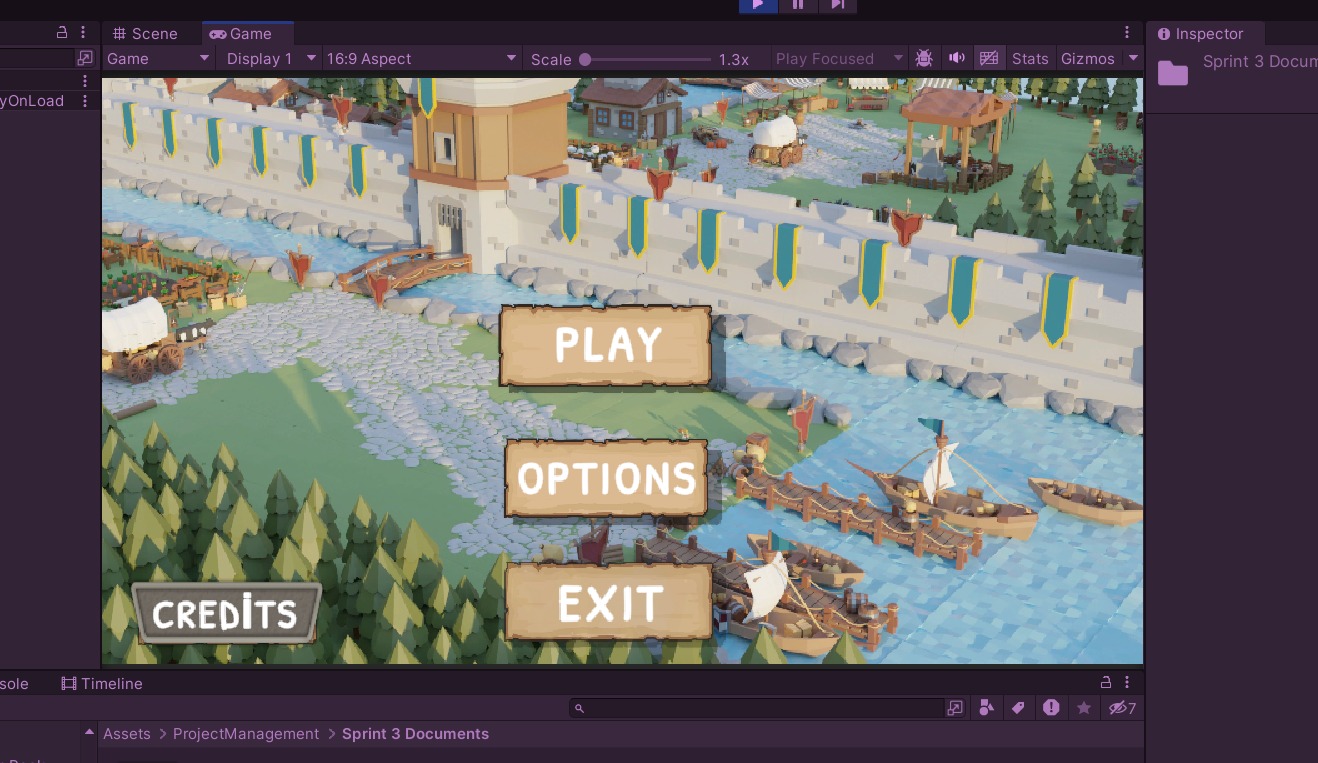 Scene
Game
Inspector
Game
Display 1
16:9 Aspect
Scale
1.3x
Play Focused
Stats
Gizmos
Sprint 3 Docum
yOnLoad
PLAY
OPTIONS
EXIT
CREDITS
sole
Timeline
7
Assets > ProjectManagement > Sprint 3 Documents